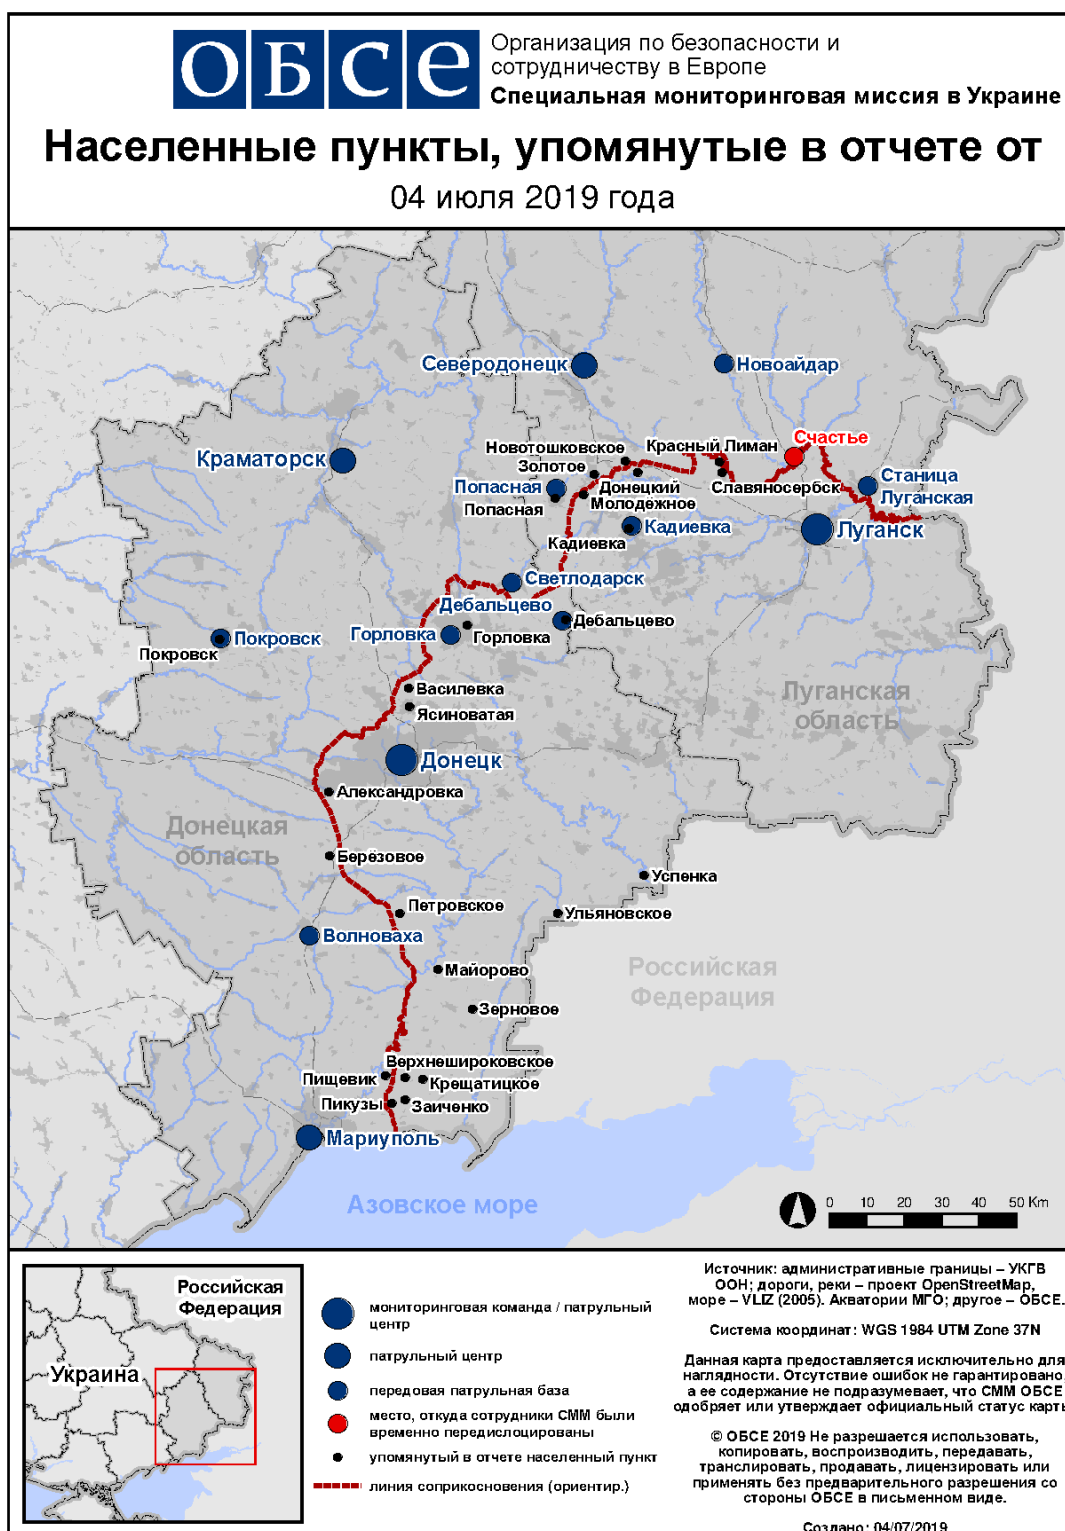 ОБСЕ
Организация по безопасности и
сотрудничеству в Европе
Специальная мониторинговая миссия в Украине
Населенные пункты, упомянутые в отчете от
04 июля 2019 года
Северодонецк
Новоайдар
Счастье
Новотошковское
Красный Лиман
Краматорск
Золотое
Станица
Луганская
Попасная
Донецкий
Славяносербск
Попасная
Молодёжное
Кадиевка
Луганск
Кадиевка
Светлодарск
Дебальцево
Дебальцево
Горловка
Горловка
Покровск
Покровск
Василевка
Луганская
область
Ясиноватая
Донецк
Александровка
Донецкая
область
Берёзовое
Успенка
Петровское
Ульяновское
Волноваха
Майорово
Российская
Федерация
Зерновое
Верхнешироковское
Пищевик
Крещатицкое
Пикузы
Заиченко
Мариуполь
Азовское море
0 10 20 30 40 50 Km
Российская
Федерация
Украина
мониторинговая команда / патрульный
центр
патрульный центр
передовая патрульная база
место, откуда сотрудники СММ были
временно передислоцированы
упомянутый в отчете населенный пункт
линия соприкосновения (ориентир.)
Источник: административные границы – УКГВ
ООН; дороги, реки – проект OpenStreetMap,
море – VLIZ (2005). Акватории МГО; другое – ОБСЕ.
Система координат: WGS 1984 UTM Zone 37N
Данная карта предоставляется исключительно для
наглядности. Отсутствие ошибок не гарантировано,
а ее содержание не подразумевает, что СММ ОБСЕ
одобряет или утверждает официальный статус карты
© ОБСЕ 2019 Не разрешается использовать,
копировать, воспроизводить, передавать,
транслировать, продавать, лицензировать или
применять без предварительного разрешения со
стороны ОБСЕ в письменном виде.
Создано: 04/07/2019